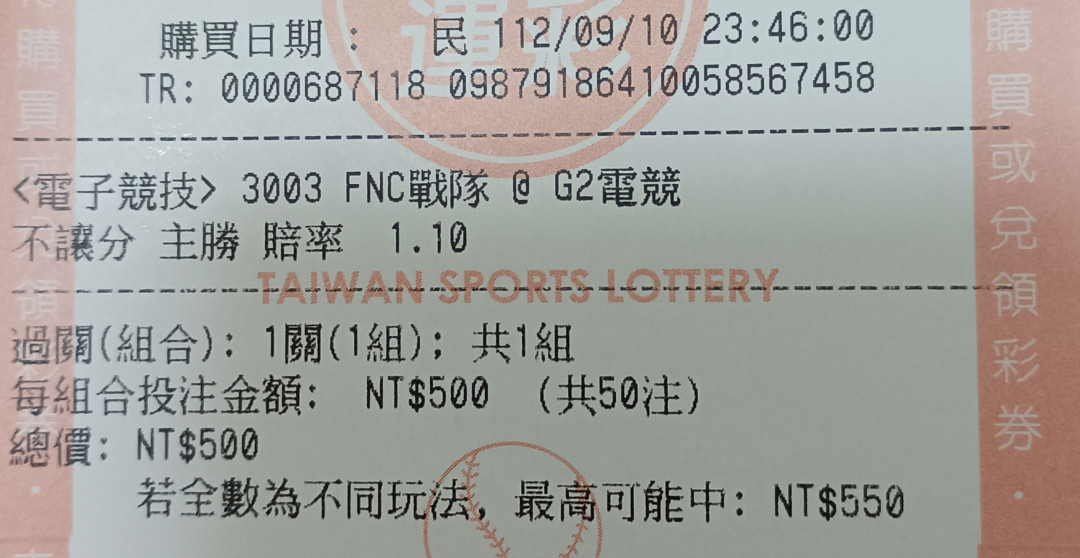 購買日期 : 民 112/09/10 23:46:00
TR: 0000687118 09879186410058567458
<電子競技> 3003 FNC戰隊 @ G2電競
不讓分 主勝 賠率 1.10
TAIWAN SPORTS LOTTERY
過關(組合): 1關(1組); 共1組
每組合投注金額: NT$500 (共50注)
總價: NT$500
若全數為不同玩法, 最高可能中: NT$550
購買或兌領彩券
運彩